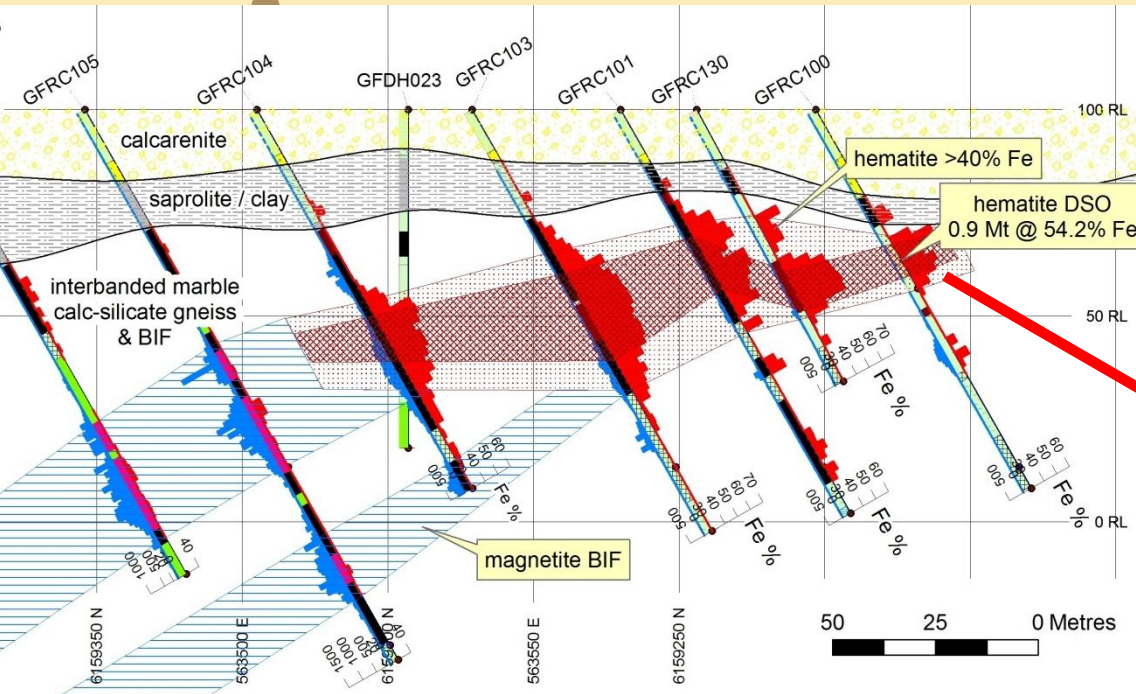 GFRC105
GFRC104
GFDH023
GFRC103
GFRC101
GFRC130
GFRC100
100 RL
calcarenite
hematite >40% Fe
saprolite / clay
hematite DSO
0.9 Mt @ 54.2% Fe
interbanded marble
calc-silicate gneiss
& BIF
50 RL
70
60
50
40
500
Fe %
60
50
40
500
Fe %
70
60
50
40
30
500
Fe %
60
50
40
30
500
Fe %
60
50
40
500
Fe %
0 RL
magnetite BIF
40
20
500
1000
40
20
500
1000
1500
6159350 N
563500 E
563550 E
6159250 N
50
25
0 Metres